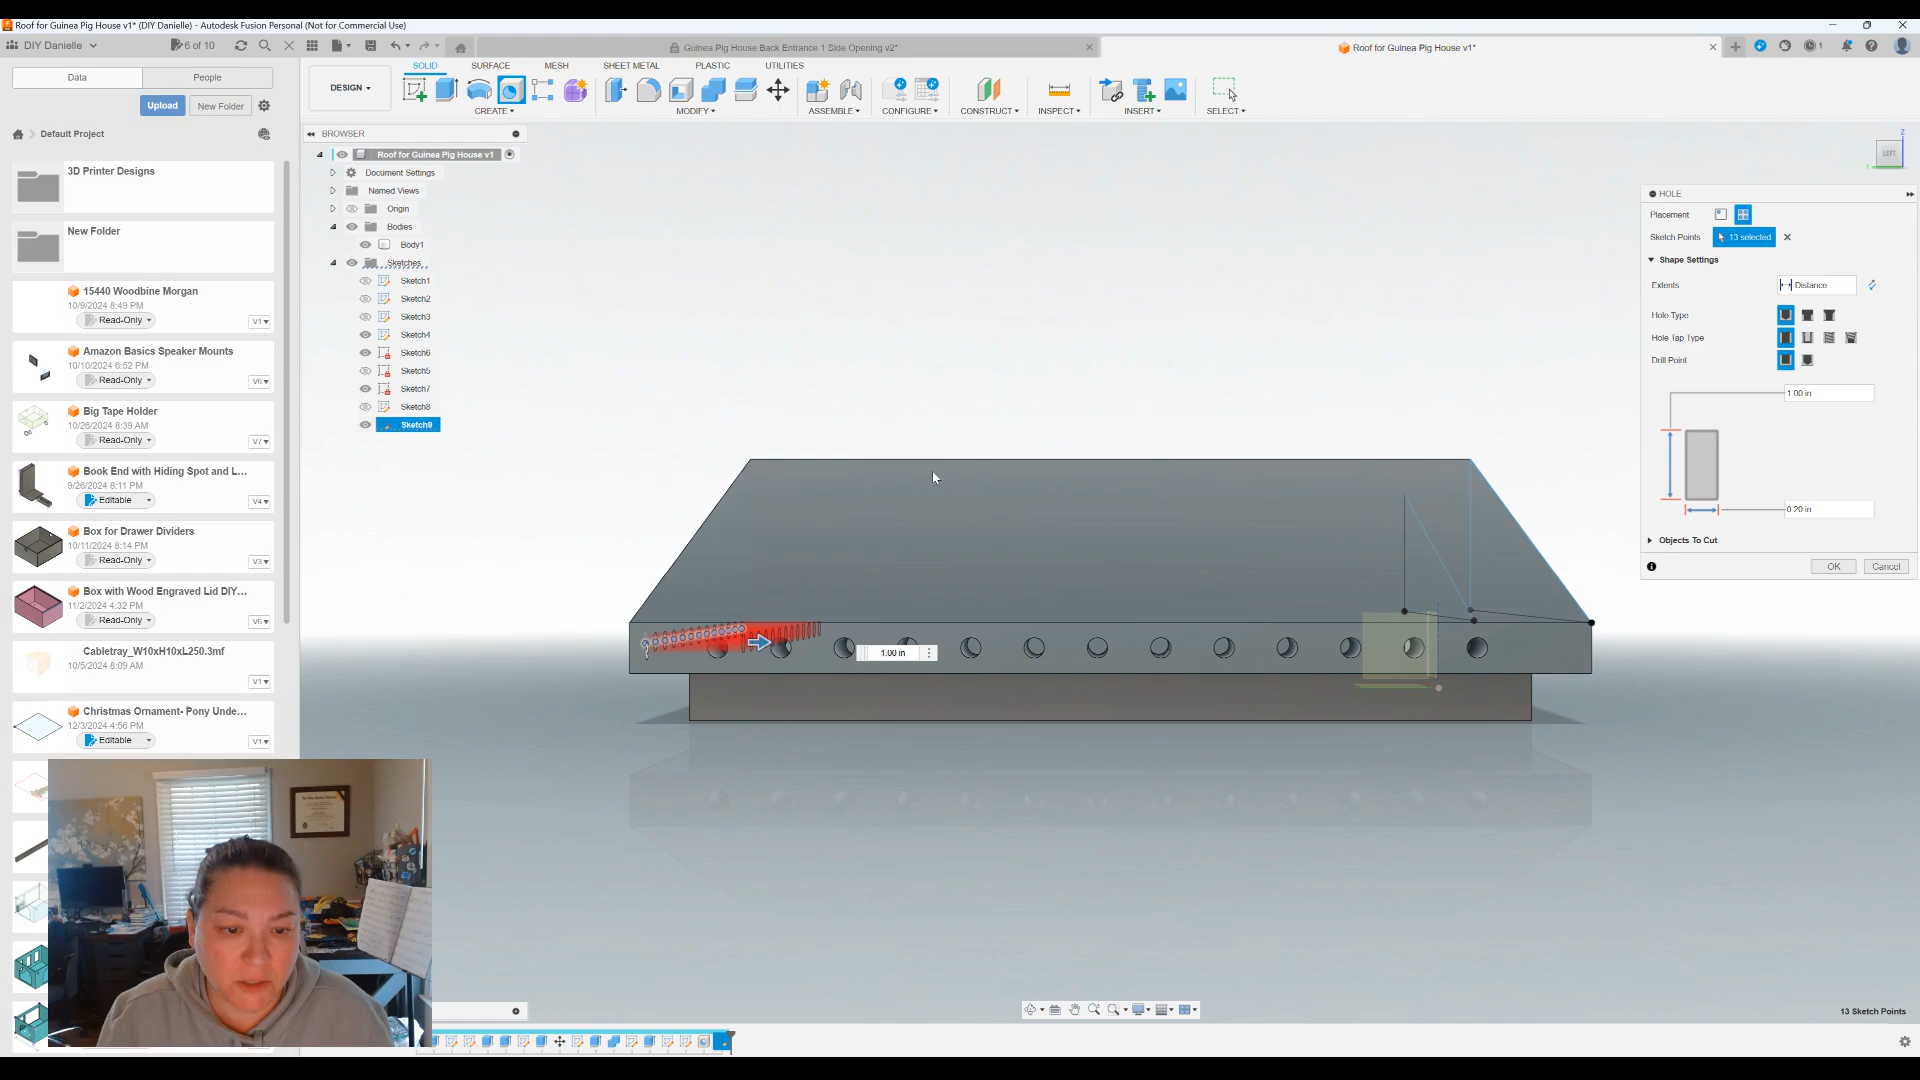 Roof for Guinea Pig House v1* (DIY Danielle) - Autodesk Fusion Personal (Not for Commercial Use)
DIY Danielle
6 of 10
Guinea Pig House Back Entrance 1 Side Opening v2*
Roof for Guinea Pig House v1*
1
Data
People
Upload
New Folder
Default Project
3D Printer Designs
New Folder
15440 Woodbine Morgan
10/9/2024 8:49 PM
Read-Only
V1
Amazon Basics Speaker Mounts
10/10/2024 6:52 PM
Read-Only
V6
Big Tape Holder
10/26/2024 8:39 AM
Read-Only
V7
Book End with Hiding Spot and L...
9/26/2024 8:11 PM
Editable
V4
Box for Drawer Dividers
10/11/2024 8:14 PM
Read-Only
V3
Box with Wood Engraved Lid DIY...
11/2/2024 4:32 PM
Read-Only
V6
Cabletray_W10xH10xL250.3mf
10/5/2024 8:09 AM
V1
Christmas Ornament- Pony Unde...
12/3/2024 4:56 PM
Editable
V1
DESIGN
SOLID
SURFACE
MESH
SHEET METAL
PLASTIC
UTILITIES
CREATE
MODIFY
ASSEMBLE
CONFIGURE
CONSTRUCT
INSPECT
INSERT
SELECT
BROWSER
Roof for Guinea Pig House v1
Document Settings
Named Views
Origin
Bodies
Body1
Sketches
Sketch1
Sketch2
Sketch3
Sketch4
Sketch6
Sketch5
Sketch7
Sketch8
Sketch9
1.00 in
Z
LEFT
HOLE
Placement
Sketch Points
13 selected
Shape Settings
Extents
Distance
Hole Type
Hole Tap Type
Drill Point
1.00 in
0.20 in
Objects To Cut
OK
Cancel
13 Sketch Points